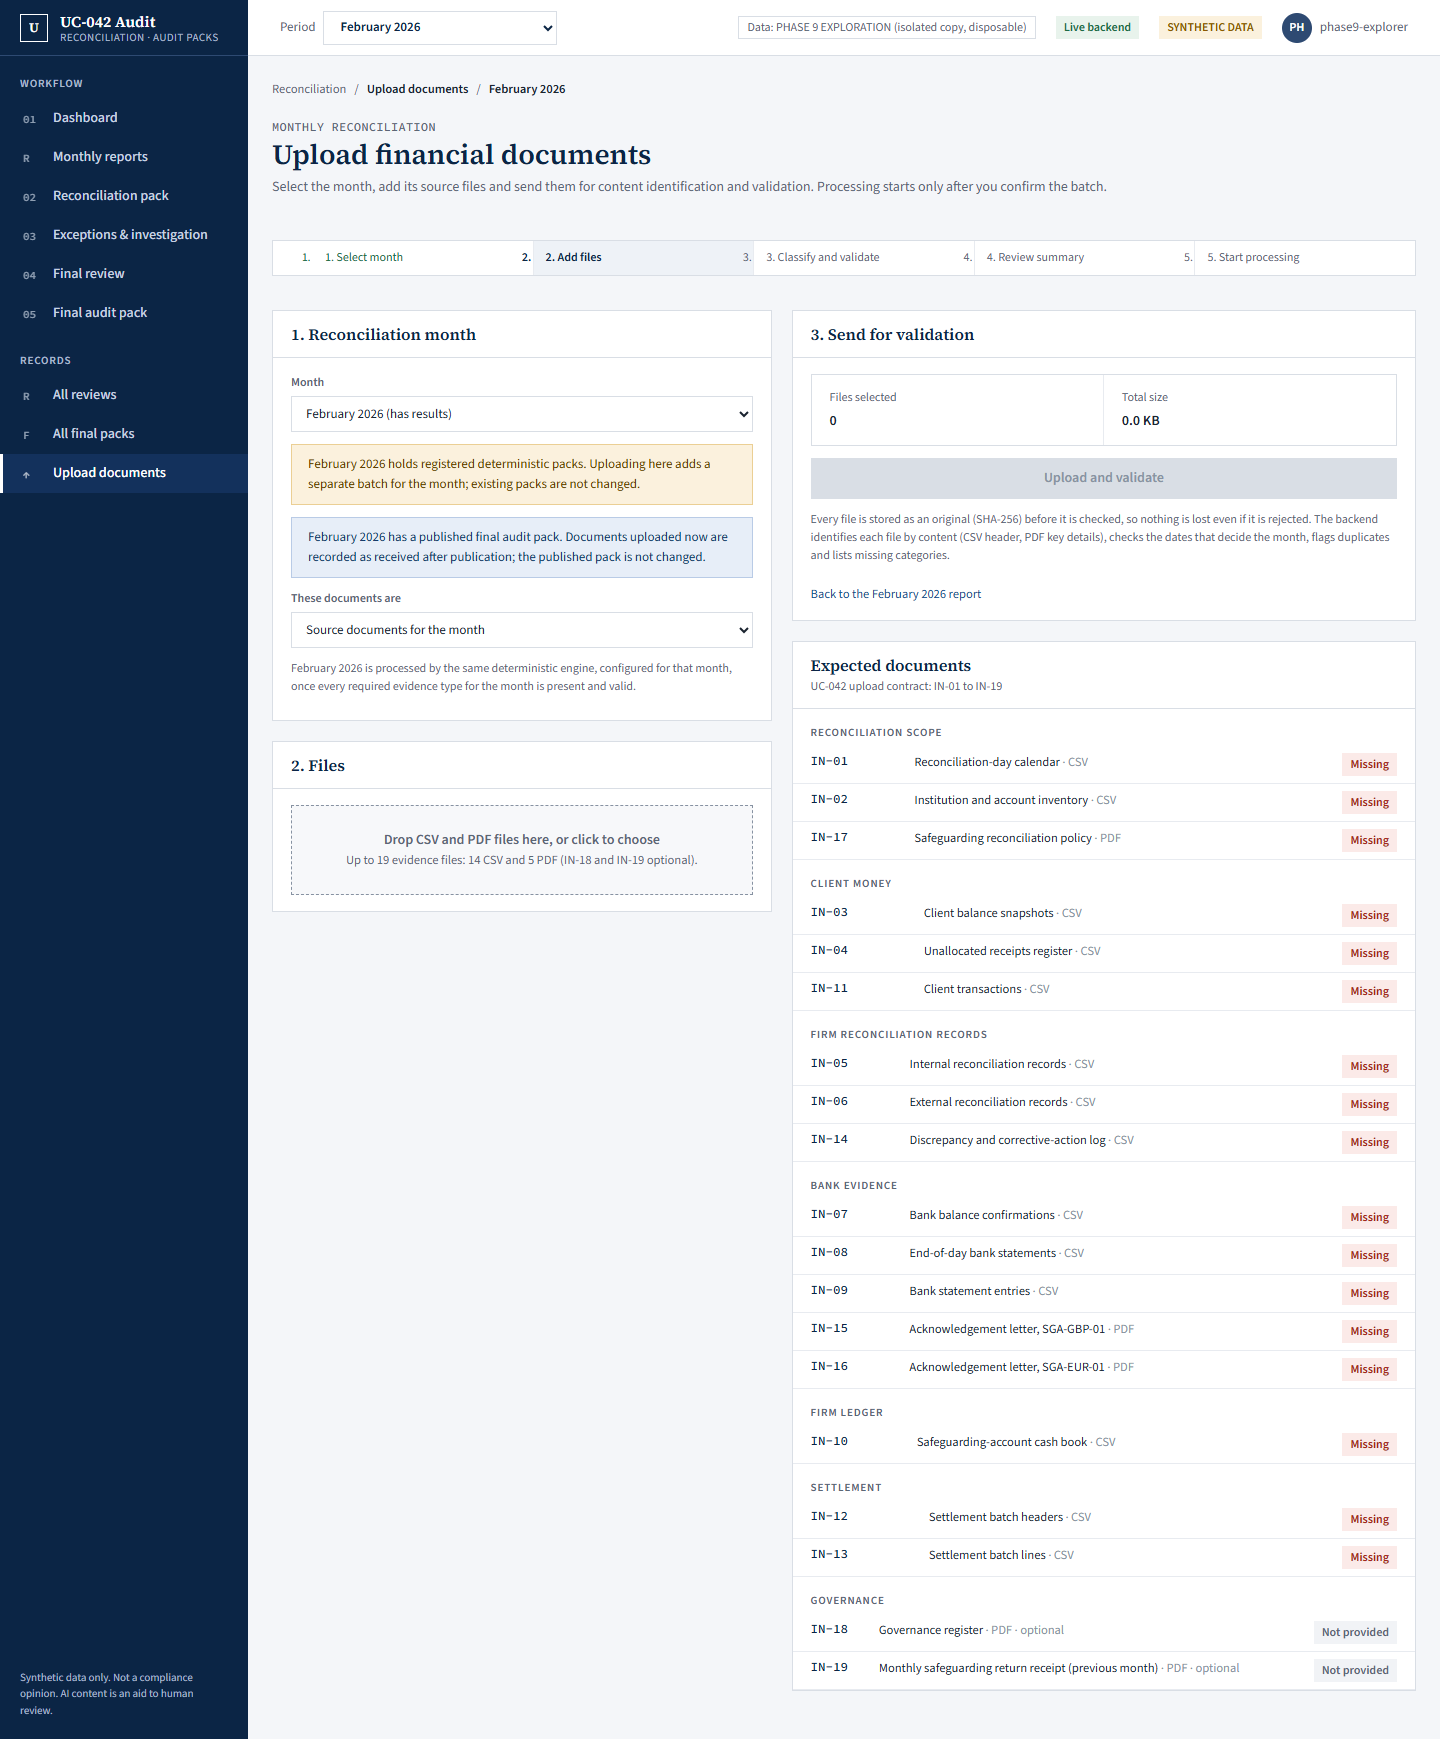 U
UC-042 Audit
RECONCILIATION · AUDIT PACKS
Period
February 2026
Data: PHASE 9 EXPLORATION (isolated copy, disposable)
Live backend
SYNTHETIC DATA
PH
phase9-explorer
WORKFLOW
01 Dashboard
R Monthly reports
02 Reconciliation pack
03 Exceptions & investigation
04 Final review
05 Final audit pack
RECORDS
R All reviews
F All final packs
↑ Upload documents
Synthetic data only. Not a compliance
opinion. AI content is an aid to human
review.
Reconciliation / Upload documents / February 2026
MONTHLY RECONCILIATION
Upload financial documents
Select the month, add its source files and send them for content identification and validation. Processing starts only after you confirm the batch.
1. 1. Select month
2. 2. Add files
3. 3. Classify and validate
4. 4. Review summary
5. 5. Start processing
1. Reconciliation month
Month
February 2026 (has results)
February 2026 holds registered deterministic packs. Uploading here adds a
separate batch for the month; existing packs are not changed.
February 2026 has a published final audit pack. Documents uploaded now are
recorded as received after publication; the published pack is not changed.
These documents are
Source documents for the month
February 2026 is processed by the same deterministic engine, configured for that month,
once every required evidence type for the month is present and valid.
2. Files
Drop CSV and PDF files here, or click to choose
Up to 19 evidence files: 14 CSV and 5 PDF (IN-18 and IN-19 optional).
3. Send for validation
Files selected
0
Total size
0.0 KB
Upload and validate
Every file is stored as an original (SHA-256) before it is checked, so nothing is lost even if it is rejected. The backend
identifies each file by content (CSV header, PDF key details), checks the dates that decide the month, flags duplicates
and lists missing categories.
Back to the February 2026 report
Expected documents
UC-042 upload contract: IN-01 to IN-19
RECONCILIATION SCOPE
IN-01 Reconciliation-day calendar · CSV Missing
IN-02 Institution and account inventory · CSV Missing
IN-17 Safeguarding reconciliation policy · PDF Missing
CLIENT MONEY
IN-03 Client balance snapshots · CSV Missing
IN-04 Unallocated receipts register · CSV Missing
IN-11 Client transactions · CSV Missing
FIRM RECONCILIATION RECORDS
IN-05 Internal reconciliation records · CSV Missing
IN-06 External reconciliation records · CSV Missing
IN-14 Discrepancy and corrective-action log · CSV Missing
BANK EVIDENCE
IN-07 Bank balance confirmations · CSV Missing
IN-08 End-of-day bank statements · CSV Missing
IN-09 Bank statement entries · CSV Missing
IN-15 Acknowledgement letter, SGA-GBP-01 · PDF Missing
IN-16 Acknowledgement letter, SGA-EUR-01 · PDF Missing
FIRM LEDGER
IN-10 Safeguarding-account cash book · CSV Missing
SETTLEMENT
IN-12 Settlement batch headers · CSV Missing
IN-13 Settlement batch lines · CSV Missing
GOVERNANCE
IN-18 Governance register · PDF · optional Not provided
IN-19 Monthly safeguarding return receipt (previous month) · PDF · optional Not provided